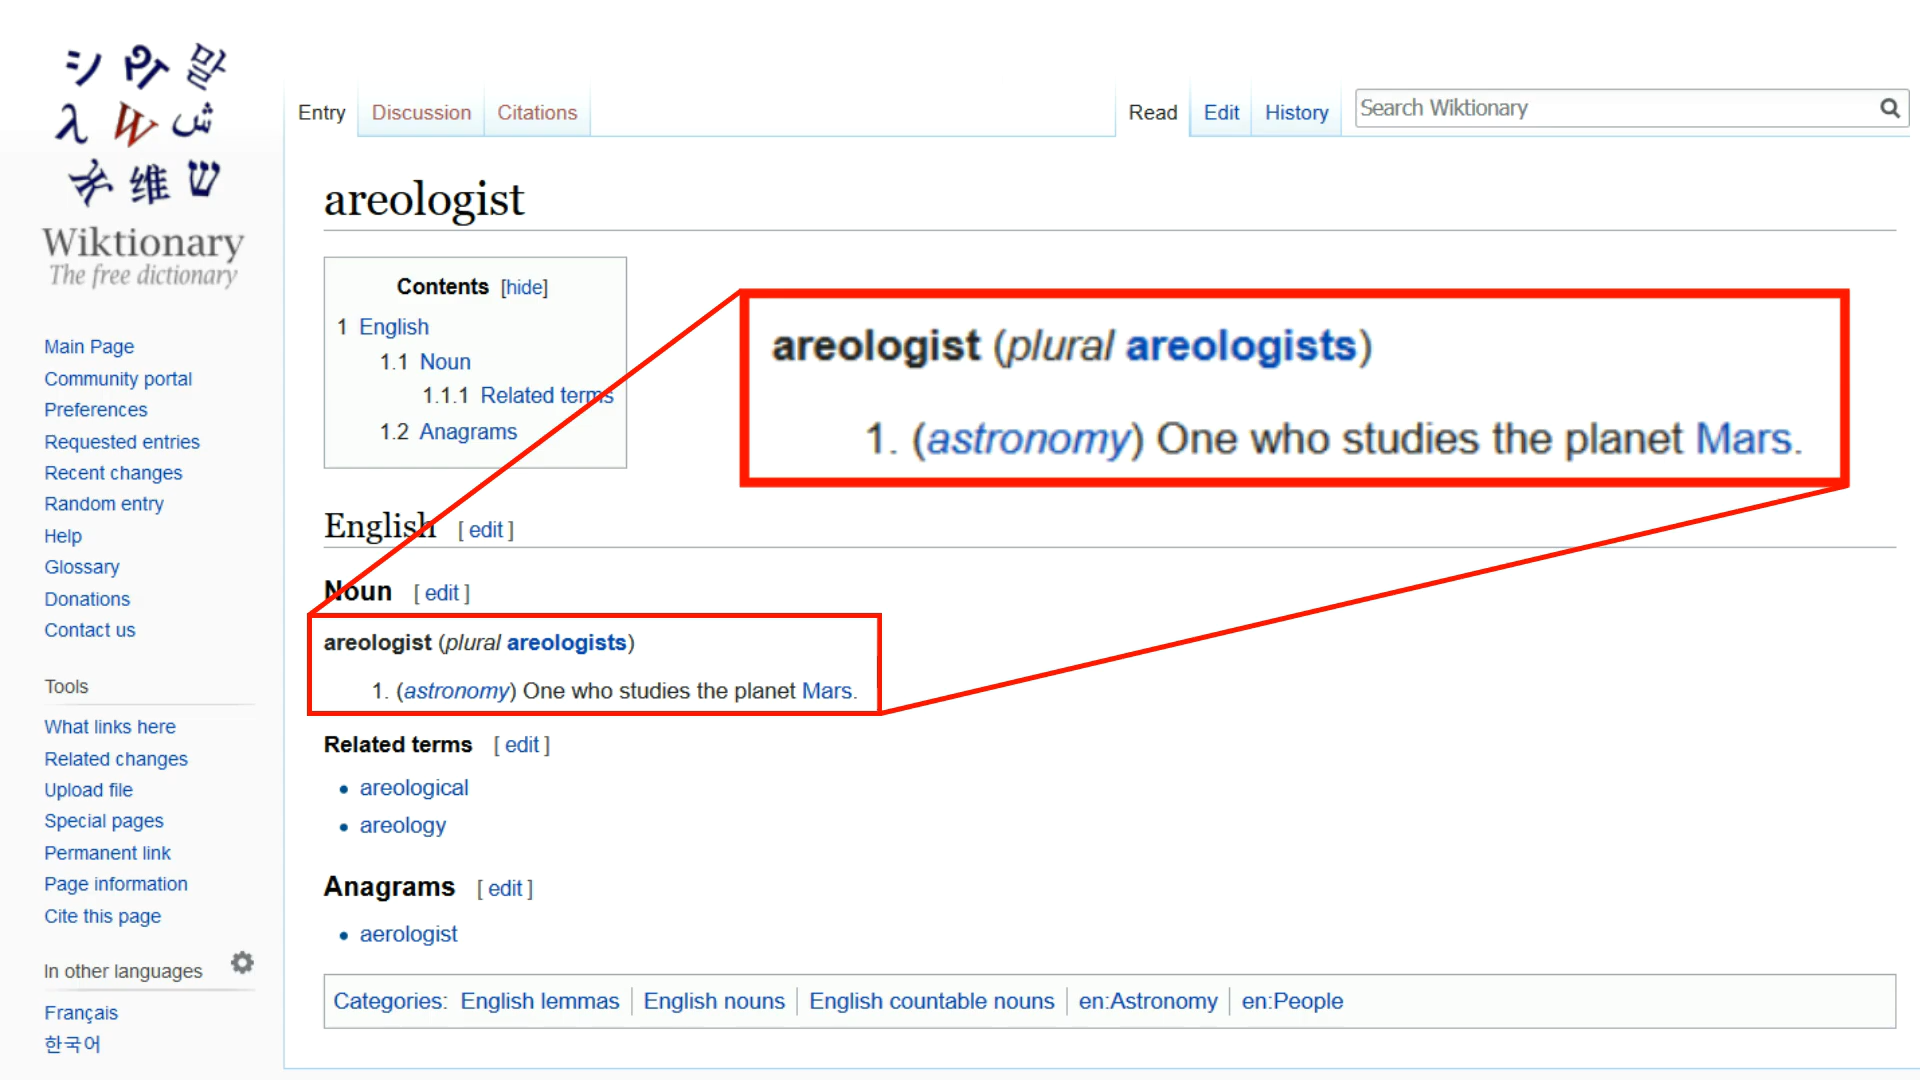 シ
말
λ W ش
维 ש
Wiktionary
The free dictionary
Main Page
Community portal
Preferences
Requested entries
Recent changes
Random entry
Help
Glossary
Donations
Contact us
Tools
What links here
Related changes
Upload file
Special pages
Permanent link
Page information
Cite this page
In other languages
Français
한국어
Entry Discussion Citations Read Edit History Search Wiktionary
areologist
Contents [hide]
1 English
1.1 Noun
1.1.1 Related terms
1.2 Anagrams
areologist (plural areologists)
1. (astronomy) One who studies the planet Mars.
English [ edit ]
Noun [ edit ]
areologist (plural areologists)
1. (astronomy) One who studies the planet Mars.
Related terms [ edit ]
• areological
• areology
Anagrams [ edit ]
• aerologist
Categories: English lemmas | English nouns | English countable nouns | en:Astronomy | en:People